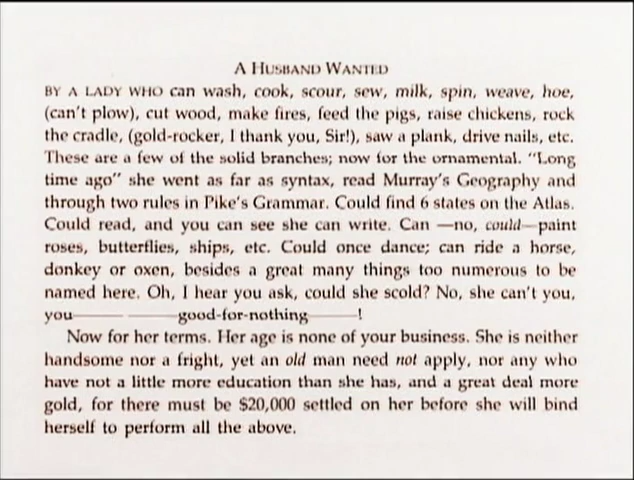 A HUSBAND WANTED
BY A LADY WHO can wash, cook, scour, sew, milk, spin, weave, hoe,
(can't plow), cut wood, make fires, feed the pigs, raise chickens, rock
the cradle, (gold-rocker, I thank you, Sir!), saw a plank, drive nails, etc.
These are a few of the solid branches; now for the ornamental. "Long
time ago" she went as far as syntax, read Murray's Geography and
through two rules in Pike's Grammar. Could find 6 states on the Atlas.
Could read, and you can see she can write. Can —no, could—paint
roses, butterflies, ships, etc. Could once dance; can ride a horse,
donkey or oxen, besides a great many things too numerous to be
named here. Oh, I hear you ask, could she scold? No, she can't you,
you——— ———good-for-nothing———!
Now for her terms. Her age is none of your business. She is neither
handsome nor a fright, yet an old man need not apply, nor any who
have not a little more education than she has, and a great deal more
gold, for there must be $20,000 settled on her before she will bind
herself to perform all the above.